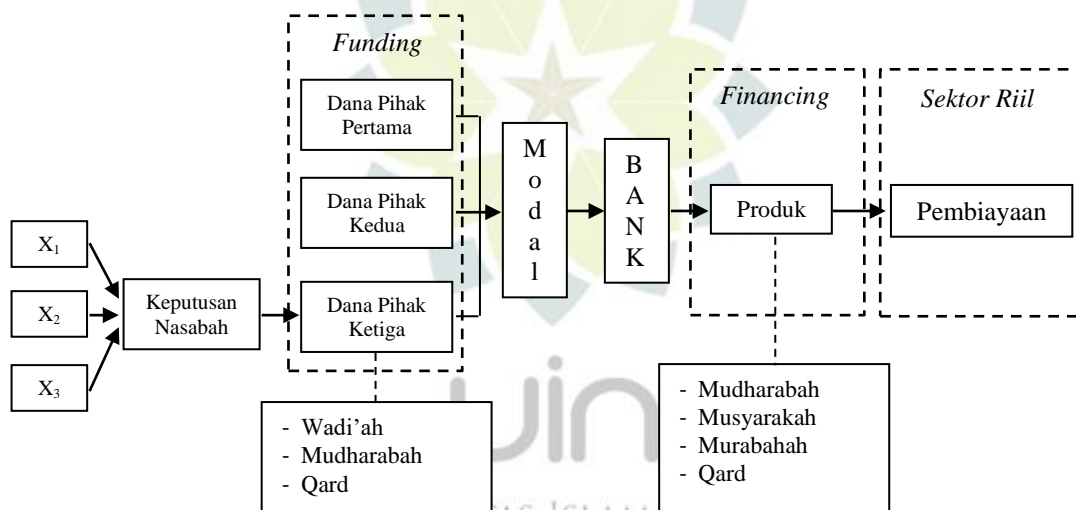 Funding
Dana Pihak
Pertama
Dana Pihak
Kedua
Dana Pihak
Ketiga
X1
X2
X3
Keputusan
Nasabah
M
o
d
a
l
B
A
N
K
Financing
Produk
Sektor Riil
Pembiayaan
- Wadi'ah
- Mudharabah
- Qard
- Mudharabah
- Musyarakah
- Murabahah
- Qard
uin